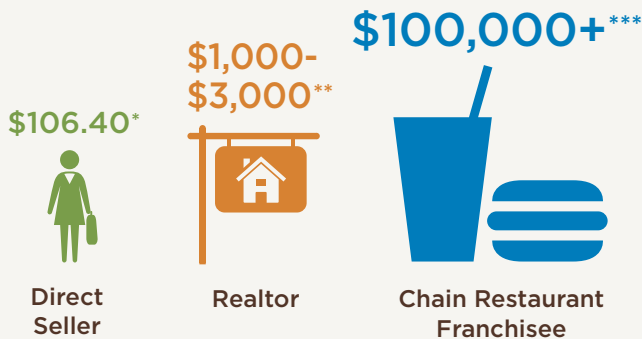 $106.40*
Direct
Seller
$1,000-
$3,000**
Realtor
$100,000+***
Chain Restaurant
Franchisee